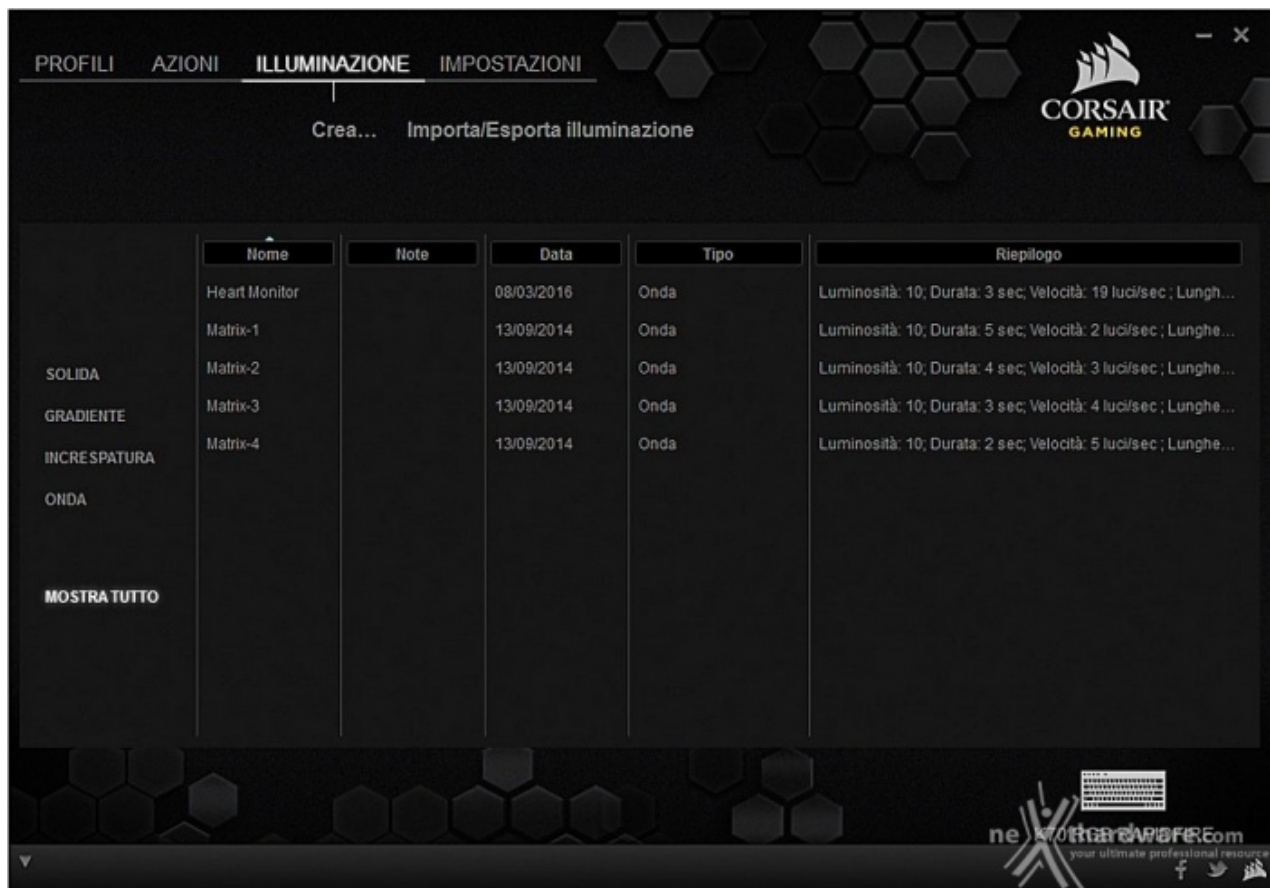 PROFILI AZIONI ILLUMINAZIONE IMPOSTAZIONI
Crea... Importa/Esporta illuminazione
CORSAIR
GAMING
Nome Note Data Tipo Riepilogo
Heart Monitor 08/03/2016 Onda Luminosità: 10; Durata: 3 sec; Velocità: 19 luci/sec ; Lungh...
Matrix-1 13/09/2014 Onda Luminosità: 10; Durata: 5 sec; Velocità: 2 luci/sec ; Lunghe...
Matrix-2 13/09/2014 Onda Luminosità: 10; Durata: 4 sec; Velocità: 3 luci/sec ; Lunghe...
Matrix-3 13/09/2014 Onda Luminosità: 10; Durata: 3 sec; Velocità: 4 luci/sec ; Lunghe...
Matrix-4 13/09/2014 Onda Luminosità: 10; Durata: 2 sec; Velocità: 5 luci/sec ; Lunghe...
SOLIDA
GRADIENTE
INCRESPATURA
ONDA
MOSTRA TUTTO
K70 RGB RAPIDFIRE
nexthardware.com
your ultimate professional resource